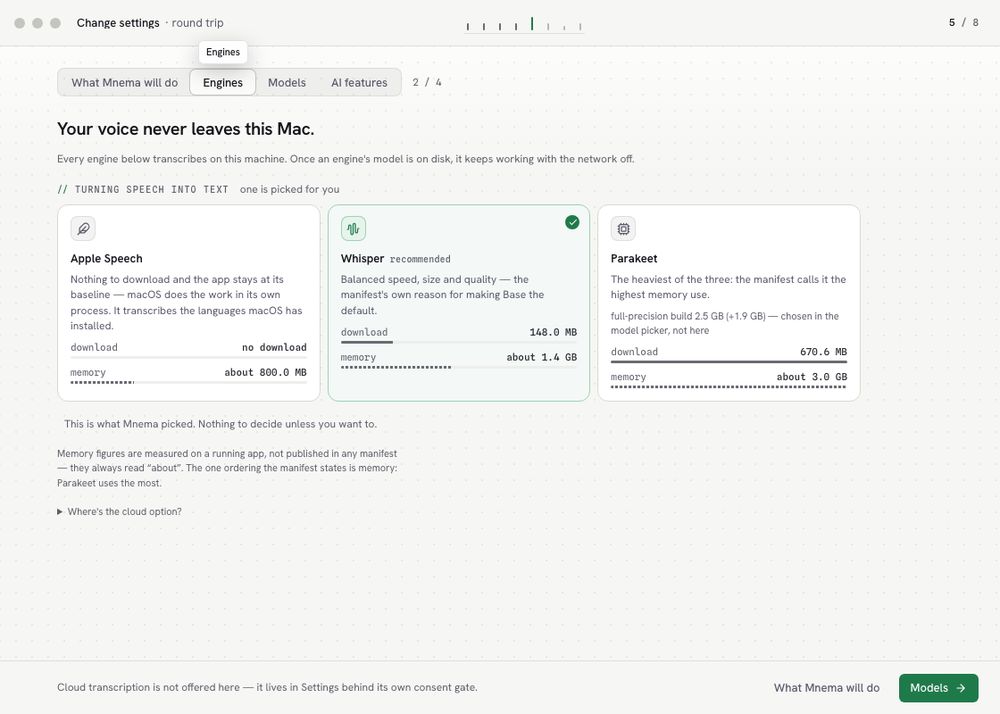 Change settings · round trip
5 / 8
Engines
What Mnema will do Engines Models AI features 2 / 4
Your voice never leaves this Mac.
Every engine below transcribes on this machine. Once an engine's model is on disk, it keeps working with the network off.
// TURNING SPEECH INTO TEXT one is picked for you
Apple Speech
Nothing to download and the app stays at its
baseline — macOS does the work in its own
process. It transcribes the languages macOS has
installed.
download no download
memory about 800.0 MB
Whisper recommended
Balanced speed, size and quality — the
manifest's own reason for making Base the
default.
download 148.0 MB
memory about 1.4 GB
Parakeet
The heaviest of the three: the manifest calls it the
highest memory use.
full-precision build 2.5 GB (+1.9 GB) — chosen in the
model picker, not here
download 670.6 MB
memory about 3.0 GB
This is what Mnema picked. Nothing to decide unless you want to.
Memory figures are measured on a running app, not published in any manifest
— they always read “about”. The one ordering the manifest states is memory:
Parakeet uses the most.
Where's the cloud option?
Cloud transcription is not offered here — it lives in Settings behind its own consent gate.
What Mnema will do
Models →